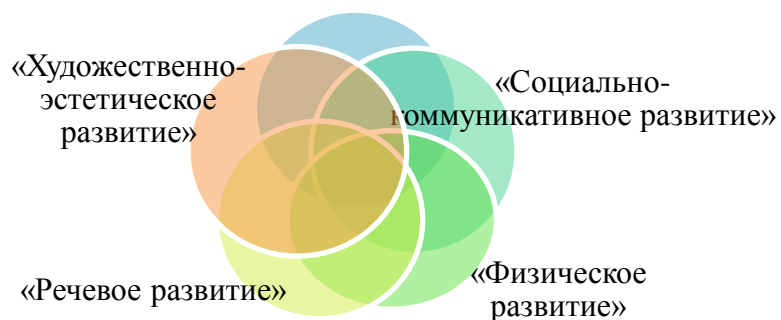 «Художественно-
эстетическое
развитие»
«Социально-
коммуникативное развитие»
«Речевое развитие»
«Физическое
развитие»